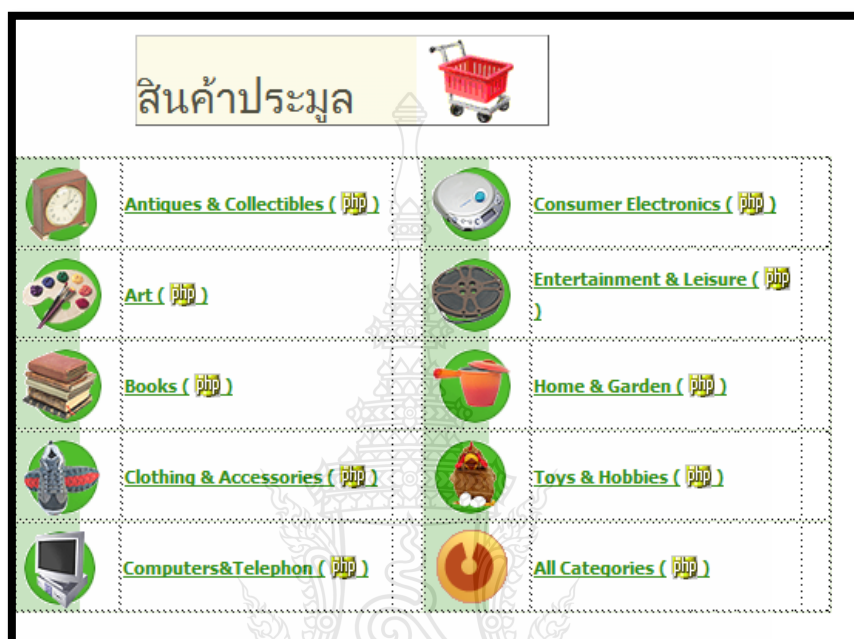 สินค้าประมูล
Antiques & Collectibles ( php )
Consumer Electronics ( php )
Art ( php )
Entertainment & Leisure ( php
)
Books ( php )
Home & Garden ( php )
Clothing & Accessories ( php )
Toys & Hobbies ( php )
Computers&Telephon ( php )
All Categories ( php )